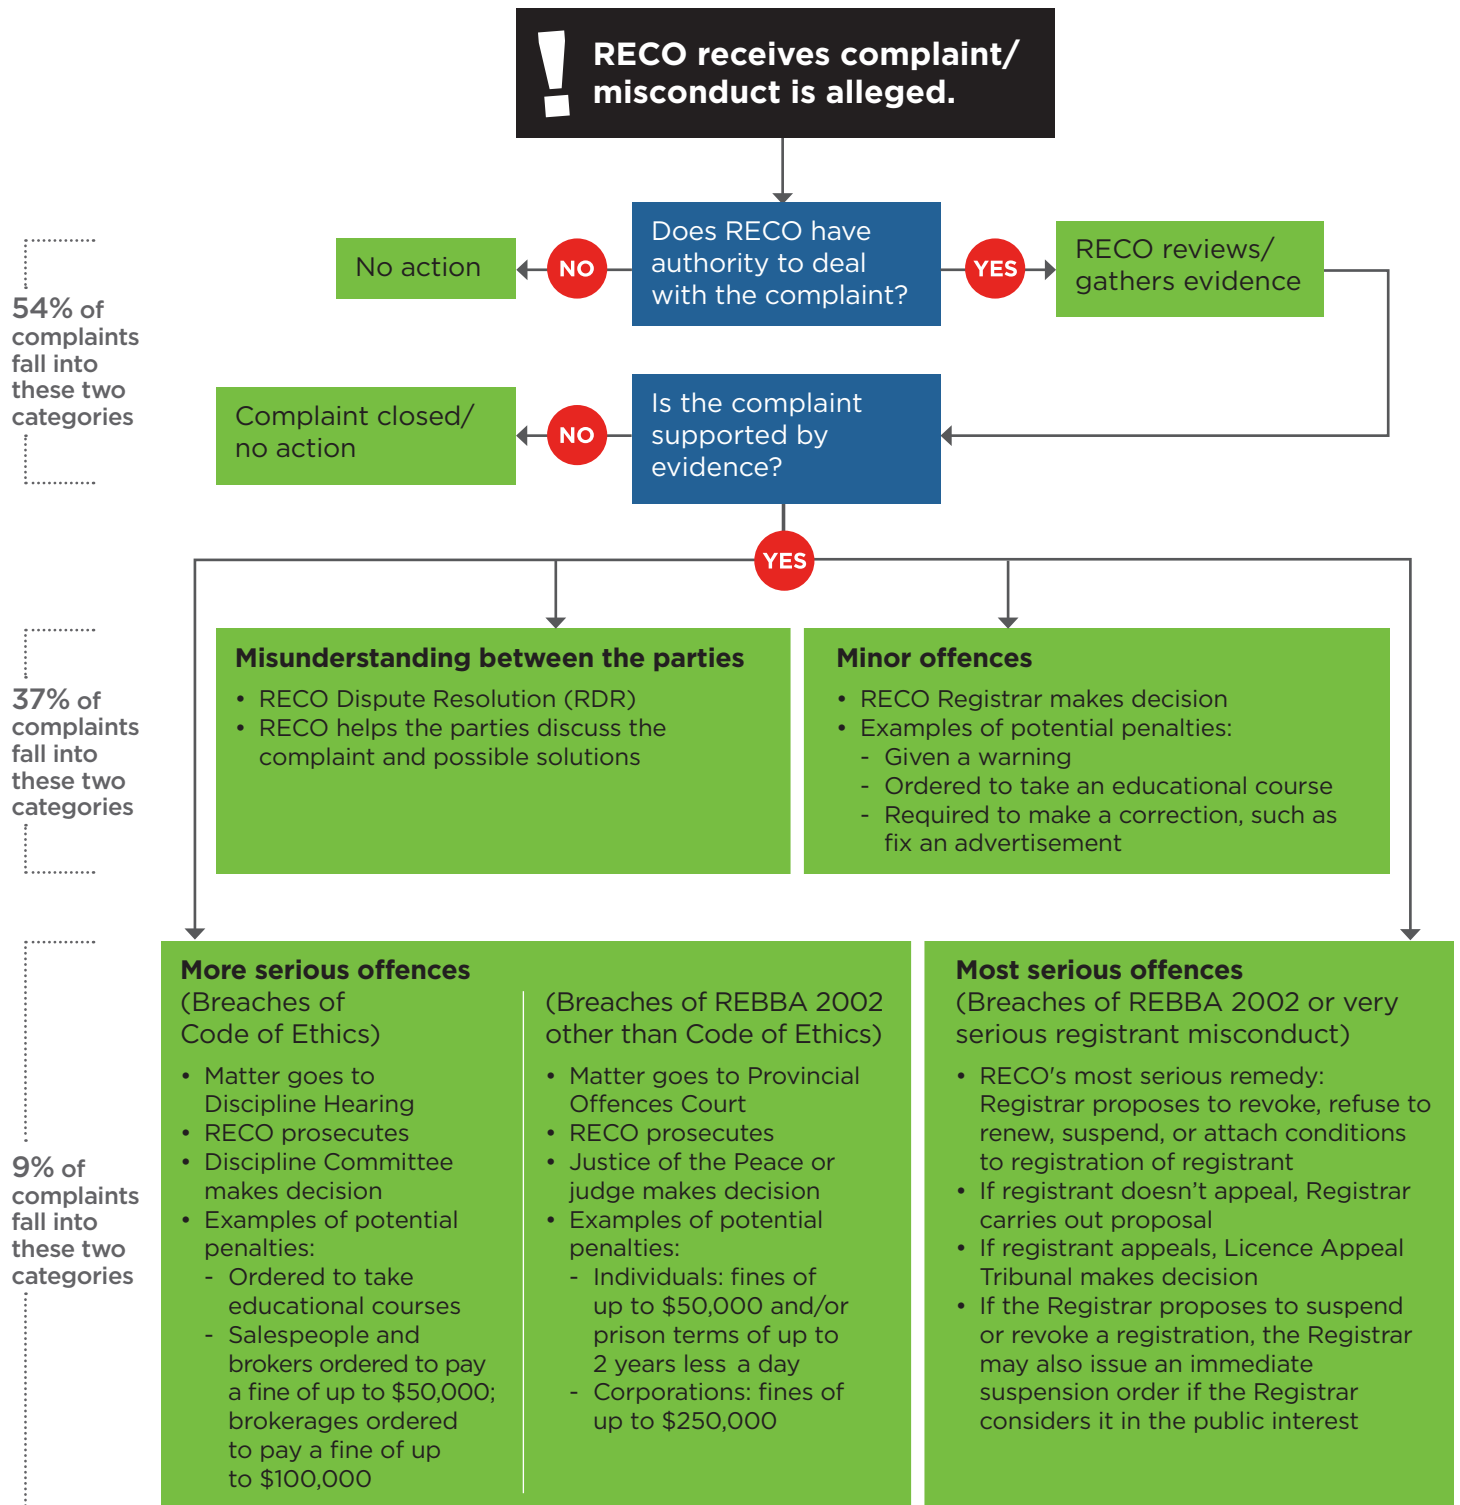 !
RECO receives complaint/
misconduct is alleged.
Does RECO have
authority to deal
with the complaint?
NO
No action
YES
RECO reviews/
gathers evidence
54% of
complaints
fall into
these two
categories
Is the complaint
supported by
evidence?
NO
Complaint closed/
no action
YES
37% of
complaints
fall into
these two
categories
Misunderstanding between the parties
• RECO Dispute Resolution (RDR)
• RECO helps the parties discuss the
complaint and possible solutions
Minor offences
• RECO Registrar makes decision
• Examples of potential penalties:
- Given a warning
- Ordered to take an educational course
- Required to make a correction, such as
fix an advertisement
9% of
complaints
fall into
these two
categories
More serious offences
(Breaches of
Code of Ethics)
• Matter goes to
Discipline Hearing
• RECO prosecutes
• Discipline Committee
makes decision
• Examples of potential
penalties:
- Ordered to take
educational courses
- Salespeople and
brokers ordered to pay
a fine of up to $50,000;
brokerages ordered
to pay a fine of up
to $100,000
(Breaches of REBBA 2002
other than Code of Ethics)
• Matter goes to Provincial
Offences Court
• RECO prosecutes
• Justice of the Peace or
judge makes decision
• Examples of potential
penalties:
- Individuals: fines of
up to $50,000 and/or
prison terms of up to
2 years less a day
- Corporations: fines of
up to $250,000
Most serious offences
(Breaches of REBBA 2002 or very
serious registrant misconduct)
• RECO's most serious remedy:
Registrar proposes to revoke, refuse to
renew, suspend, or attach conditions
to registration of registrant
• If registrant doesn’t appeal, Registrar
carries out proposal
• If registrant appeals, Licence Appeal
Tribunal makes decision
• If the Registrar proposes to suspend
or revoke a registration, the Registrar
may also issue an immediate
suspension order if the Registrar
considers it in the public interest